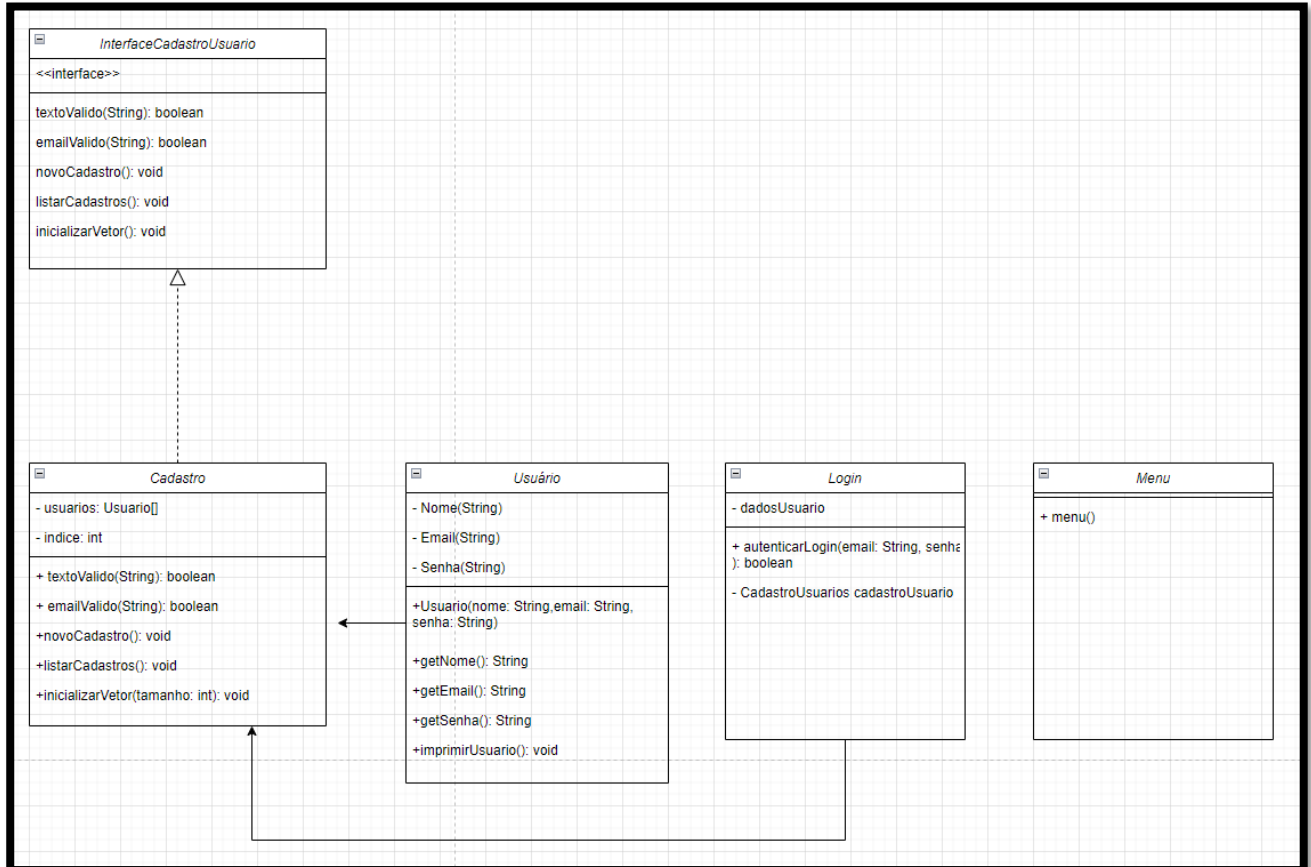 InterfaceCadastroUsuario
<<interface>>
textoValido(String): boolean
emailValido(String): boolean
novoCadastro(): void
listarCadastros(): void
inicializarVetor(): void
Cadastro
- usuarios: Usuario[]
- indice: int
+ textoValido(String): boolean
+ emailValido(String): boolean
+novoCadastro(): void
+listarCadastros(): void
+inicializarVetor(tamanho: int): void
Usuário
- Nome(String)
- Email(String)
- Senha(String)
+Usuario(nome: String,email: String,
senha: String)
+getNome(): String
+getEmail(): String
+getSenha(): String
+imprimirUsuario(): void
Login
- dadosUsuario
+ autenticarLogin(email: String, senha
): boolean
- CadastroUsuarios cadastroUsuario
Menu
+ menu()